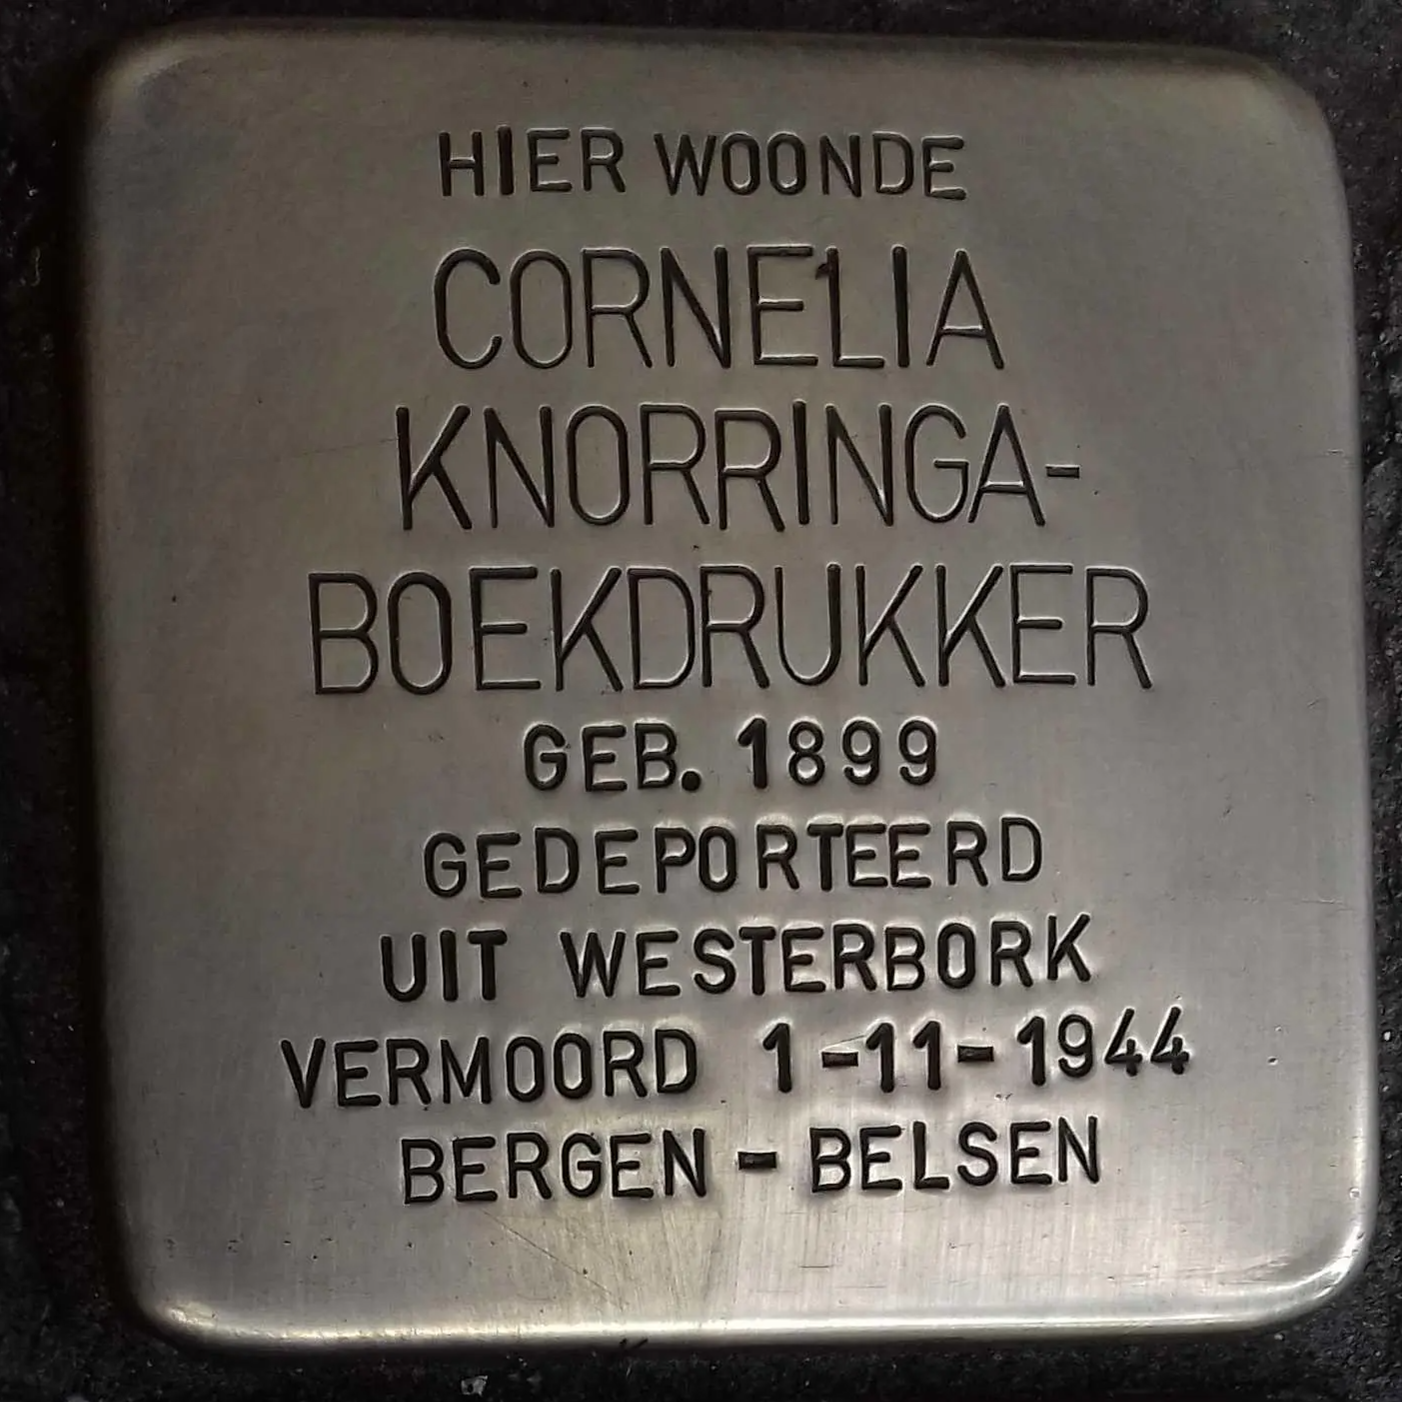 HIER WOONDE
CORNELIA
KNORRINGA-
BOEKDRUKKER
GEB. 1899
GEDEPORTEERD
UIT WESTERBORK
VERMOORD 1-11-1944
BERGEN-BELSEN